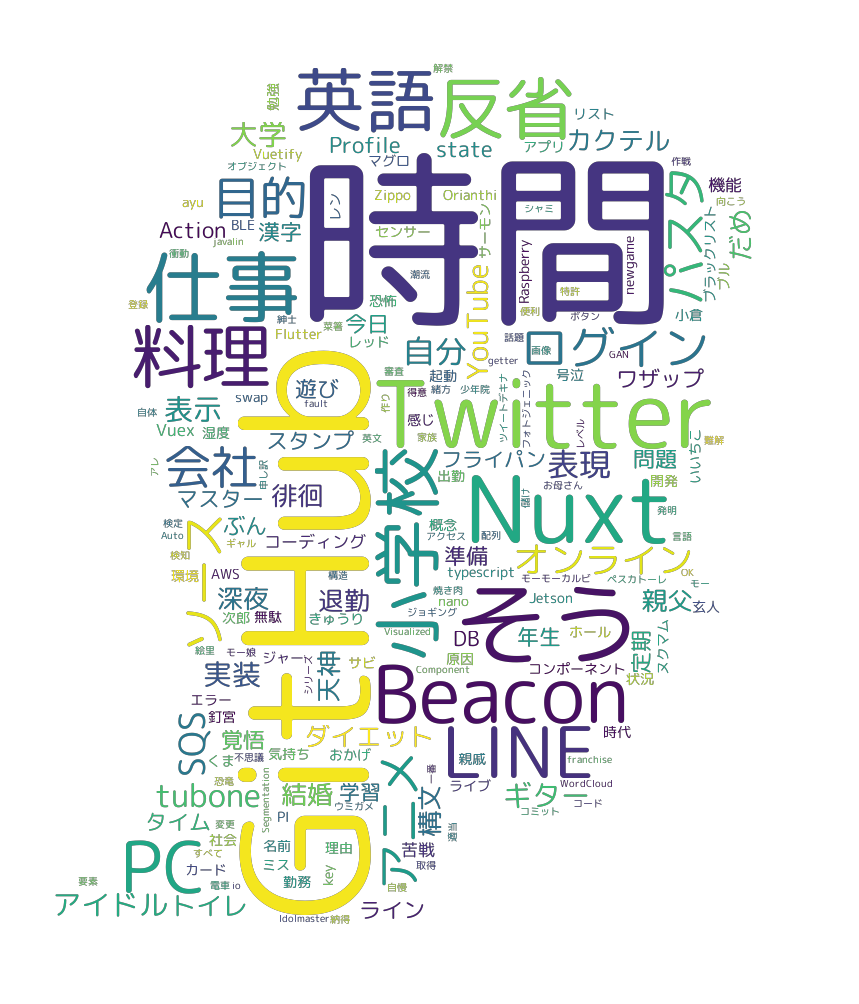 解禁
英語
反省
勉強
リスト
大学
Profile
state
アプリ
カクテル
Vuetify
マグロ
作戦
オブジェクト
時間
目的
レン
Zippo
Orianthi
パスタ
機能
ayu
シャミ
向こう
Action
BLE
漢字
センサー
サーモン
ブラックリスト
だめ
javalin
衝動
仕事
潮流
Raspberry
newgame
ブル
恐怖
YouTube
特許
登録
紳士
菜箸
今日
便利
ボタン
小倉
料理
Flutter
レッド
自分
話題
ログイン
画像
GAN
getter
審査
起動
号泣
ワザップ
遊び
swap
fault
作り
得意
緒方
少年院
ツイートデキナ
フォトジェニック
GitHub
Twitter
自体
表示
感じ
レベル
Vuex
湿度
スタンプ
英文
家族
いいちこ
難解
アレ
会社
申し訳
小学校
フライパン
表現
問題
マスター
徘徊
出勤
Nuxt
お母さん
開発
儲け
検定
Auto
ソース
ぶん
コーディング
概念
アクセス
配列
発明
言語
検知
ギャル
準備
オンライン
環境
AWS
構造
typescript
モーモーカルビ
ペスカトーレ
OK
モー
深夜
退勤
焼き肉
nano
Jetson
親父
玄人
次郎
無駄
きゅうり
ジョギング
そう
絵里
モー娘
Visualized
DB
年生
ホール
定期
ヌクマム
実装
ジャー
シリーズ
天神
サビ
原因
Component
コンポーネント
状況
エラー
釘宮
Beacon
SQS
覚悟
ダイエット
LINE
時代
くま
不思議
気持ち
おかげ
親戚
franchise
恐竜
Segmentation
アニメ
構文
一瞬
ライブ
WordCloud
tubone
結婚
学習
ウミガメ
ギター
コミット
コード
タイム
変更
PI
社会
名前
理由
苦戦
すべて
PC
ミス
取得
要素
カード
勤務
key
自慢
電車
io
アイドル
トイレ
Idolmaster
納得
ライン